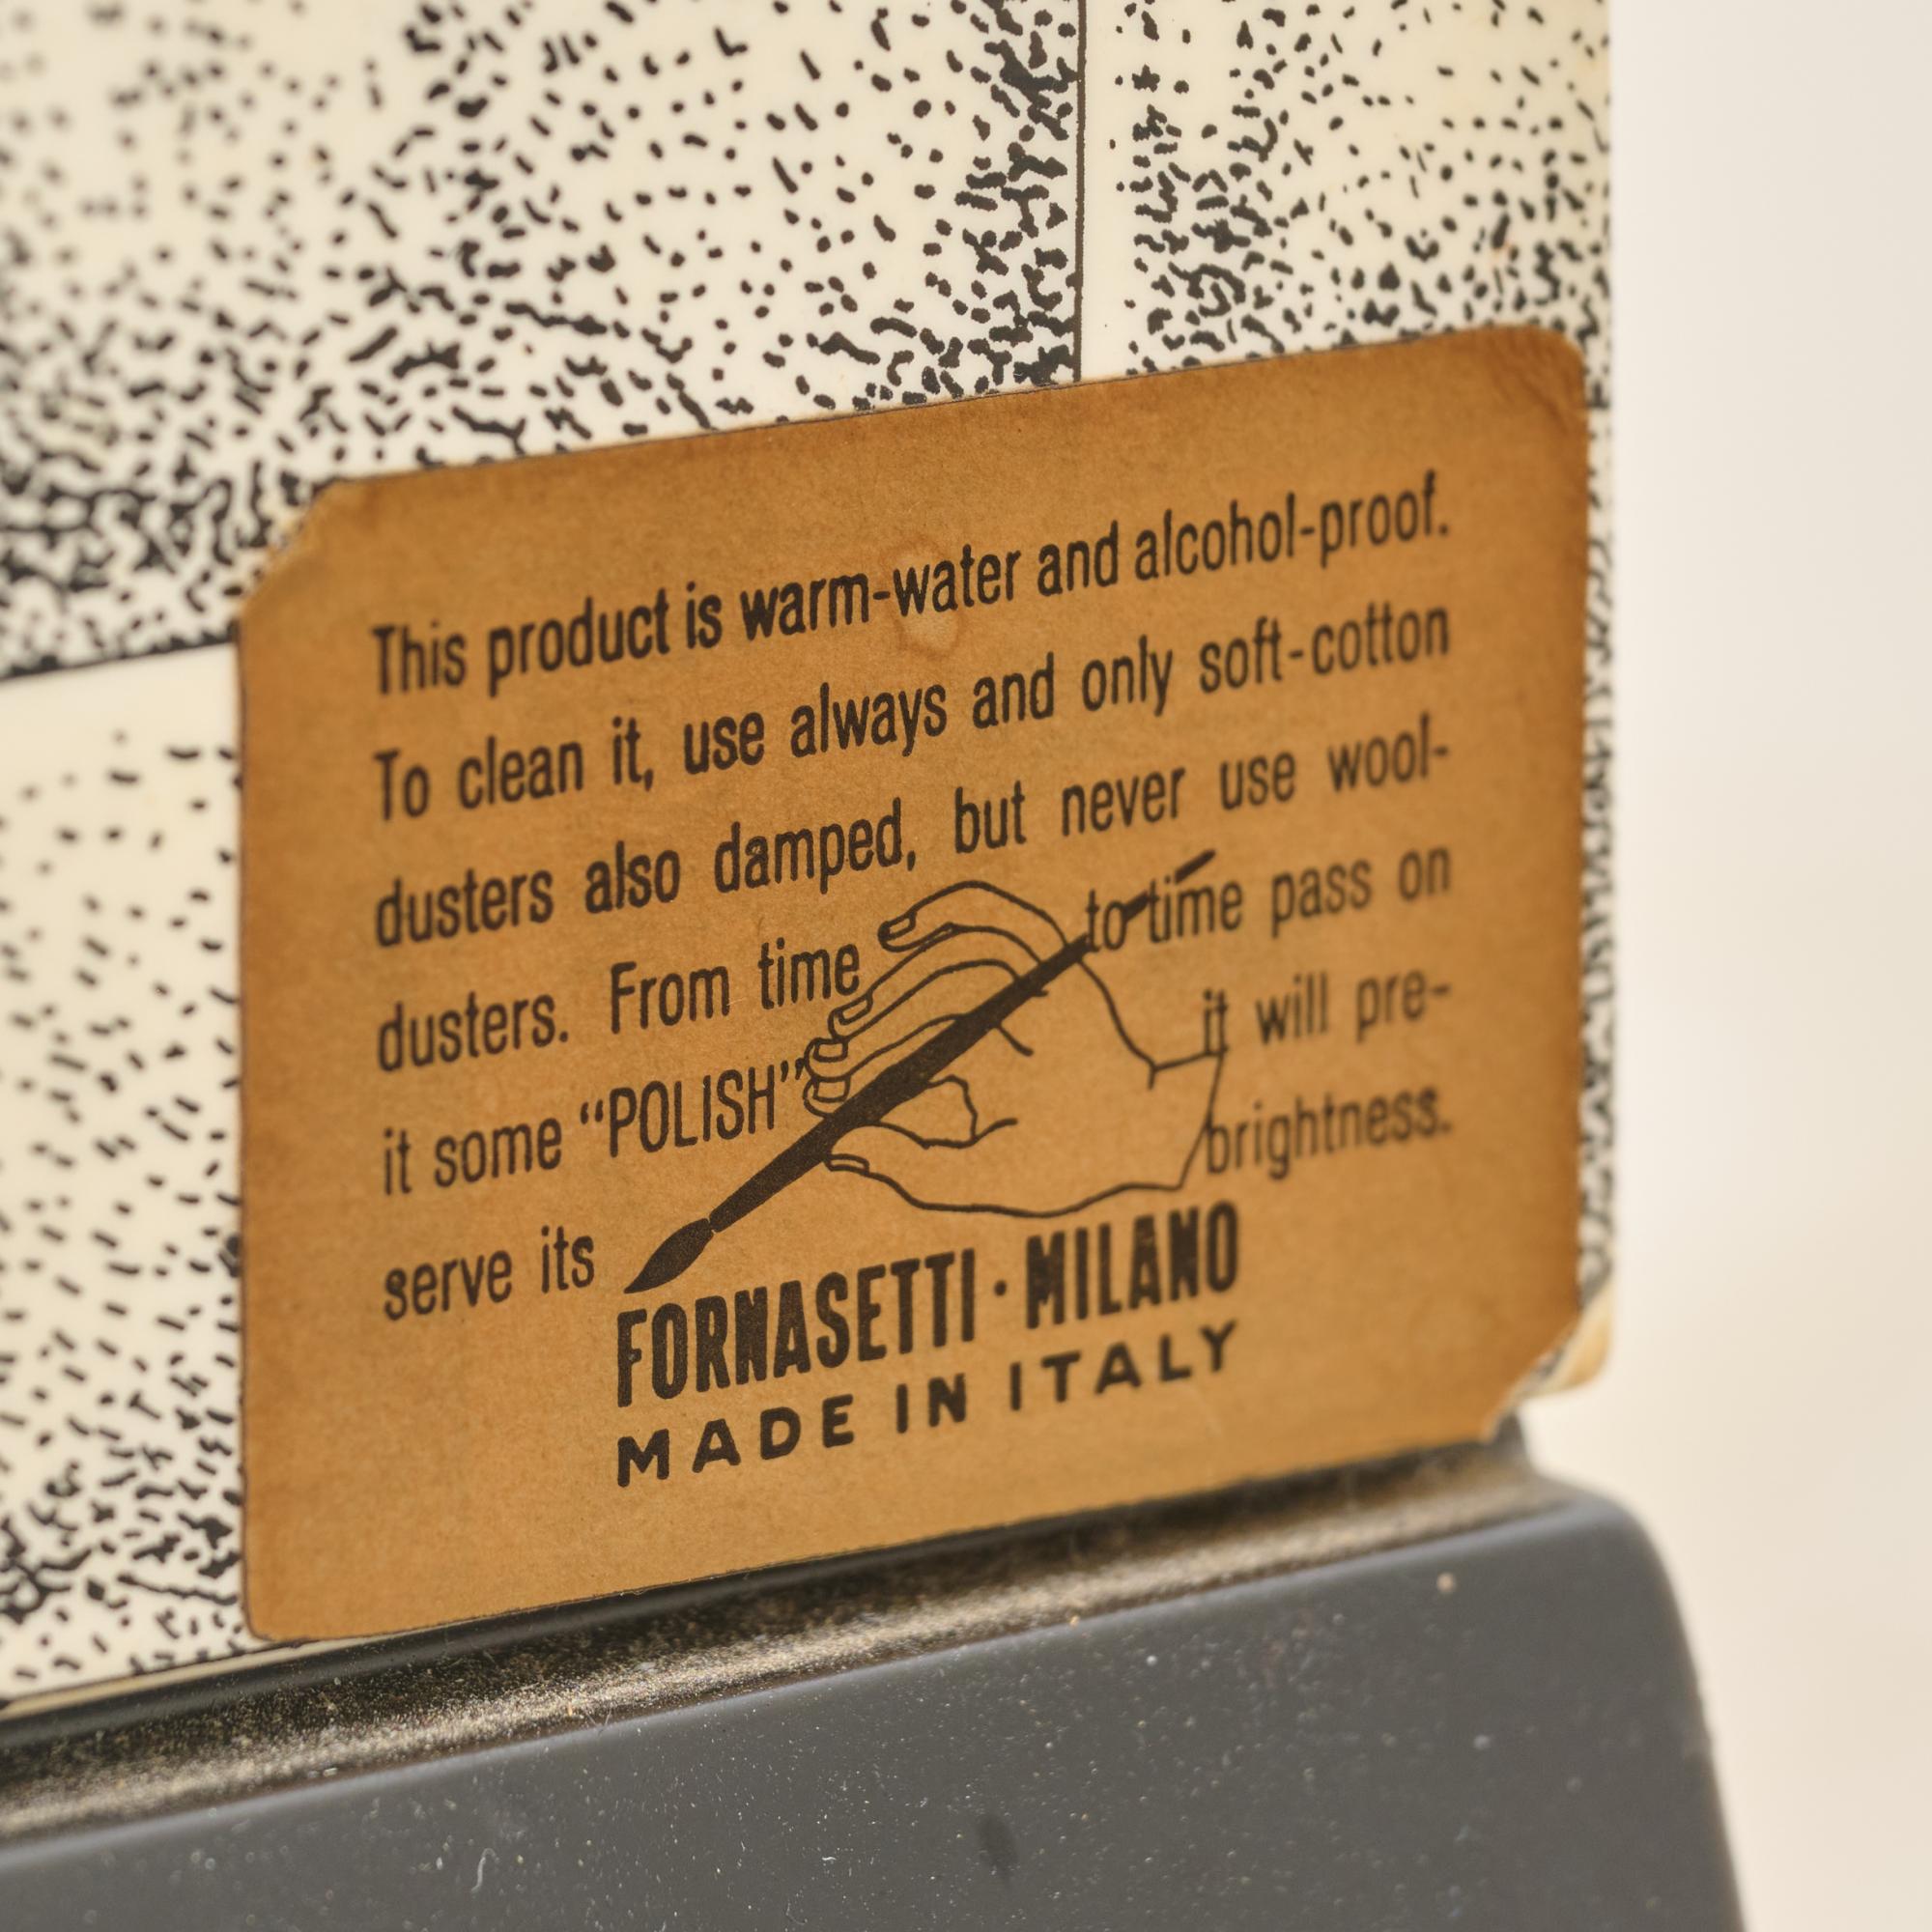 This product is warm-water and alcohol-proof.
To clean it, use always and only soft-cotton
dusters also damped, but never use wool-
dusters. From time to time pass on
it some “POLISH” it will pre-
serve its brightness.
FORNASETTI · MILANO
MADE IN ITALY